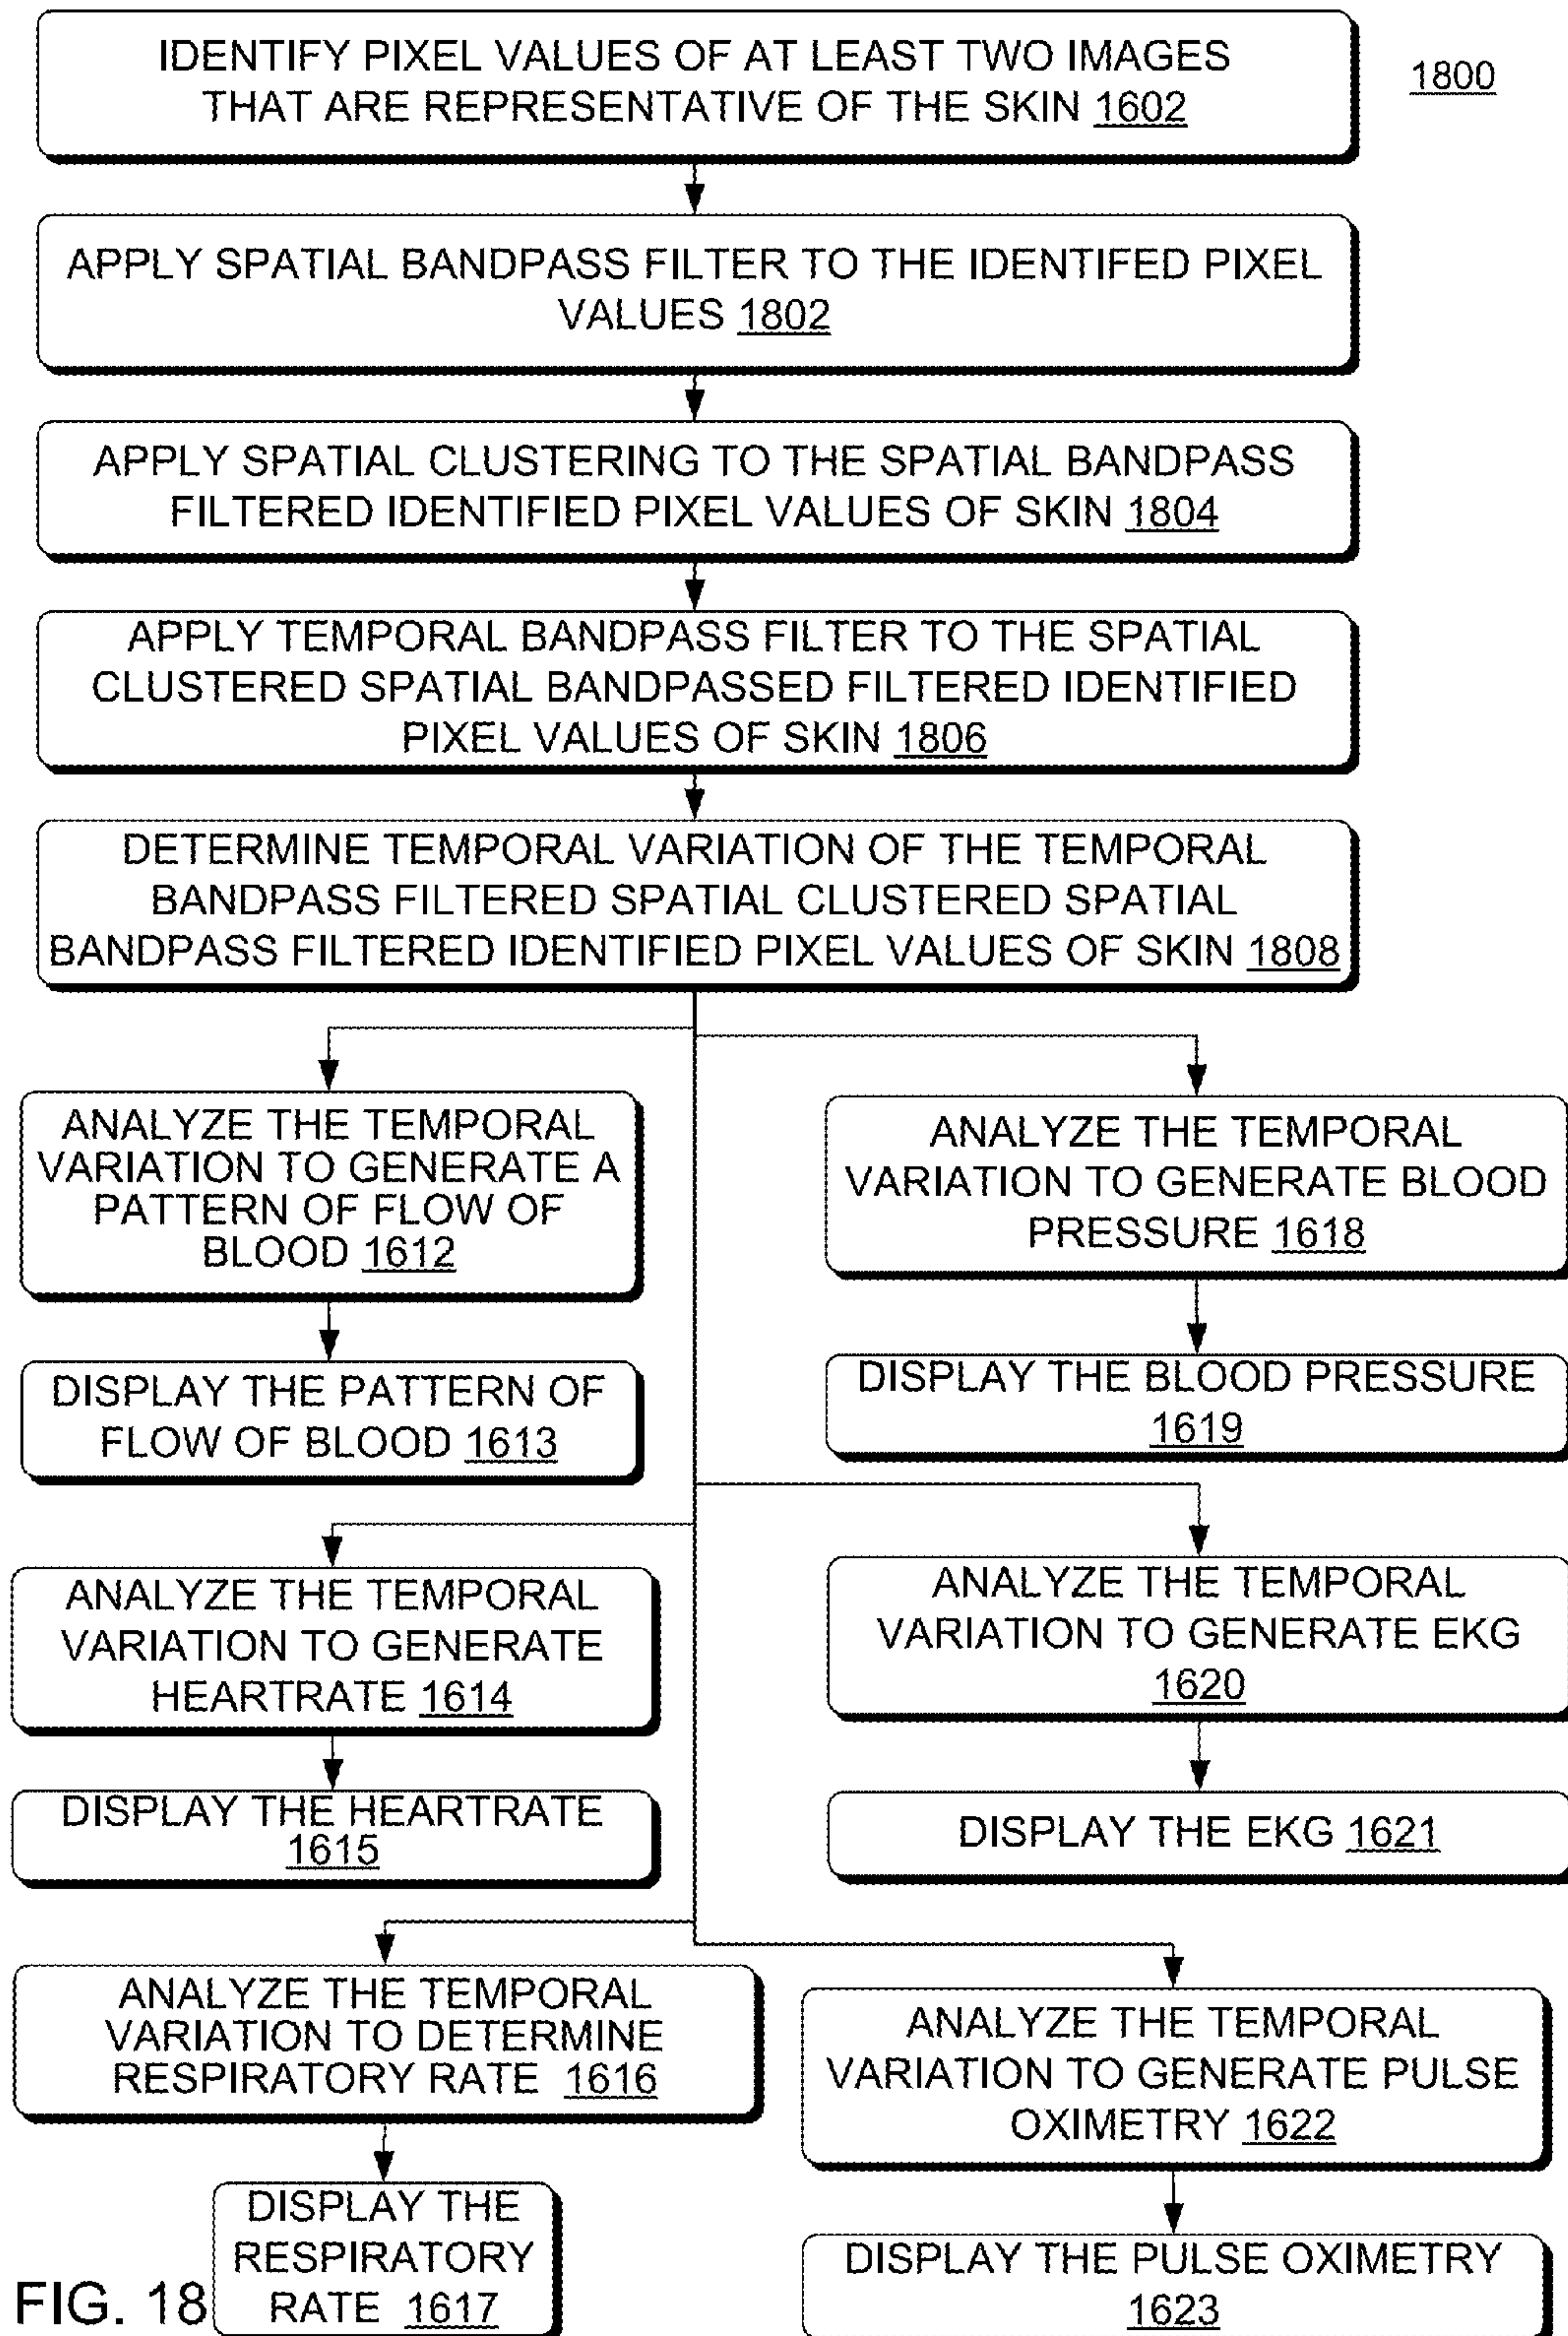 IDENTIFY PIXEL VALUES OF AT LEAST TWO IMAGES
THAT ARE REPRESENTATIVE OF THE SKIN 1602
1800
APPLY SPATIAL BANDPASS FILTER TO THE IDENTIFED PIXEL
VALUES 1802
APPLY SPATIAL CLUSTERING TO THE SPATIAL BANDPASS
FILTERED IDENTIFIED PIXEL VALUES OF SKIN 1804
APPLY TEMPORAL BANDPASS FILTER TO THE SPATIAL
CLUSTERED SPATIAL BANDPASSED FILTERED IDENTIFIED
PIXEL VALUES OF SKIN 1806
DETERMINE TEMPORAL VARIATION OF THE TEMPORAL
BANDPASS FILTERED SPATIAL CLUSTERED SPATIAL
BANDPASS FILTERED IDENTIFIED PIXEL VALUES OF SKIN 1808
ANALYZE THE TEMPORAL
VARIATION TO GENERATE A
PATTERN OF FLOW OF
BLOOD 1612
ANALYZE THE TEMPORAL
VARIATION TO GENERATE BLOOD
PRESSURE 1618
DISPLAY THE PATTERN OF
FLOW OF BLOOD 1613
DISPLAY THE BLOOD PRESSURE
1619
ANALYZE THE TEMPORAL
VARIATION TO GENERATE
HEARTRATE 1614
ANALYZE THE TEMPORAL
VARIATION TO GENERATE EKG
1620
DISPLAY THE HEARTRATE
1615
DISPLAY THE EKG 1621
ANALYZE THE TEMPORAL
VARIATION TO DETERMINE
RESPIRATORY RATE 1616
ANALYZE THE TEMPORAL
VARIATION TO GENERATE PULSE
OXIMETRY 1622
DISPLAY THE
RESPIRATORY
RATE 1617
DISPLAY THE PULSE OXIMETRY
1623
FIG. 18